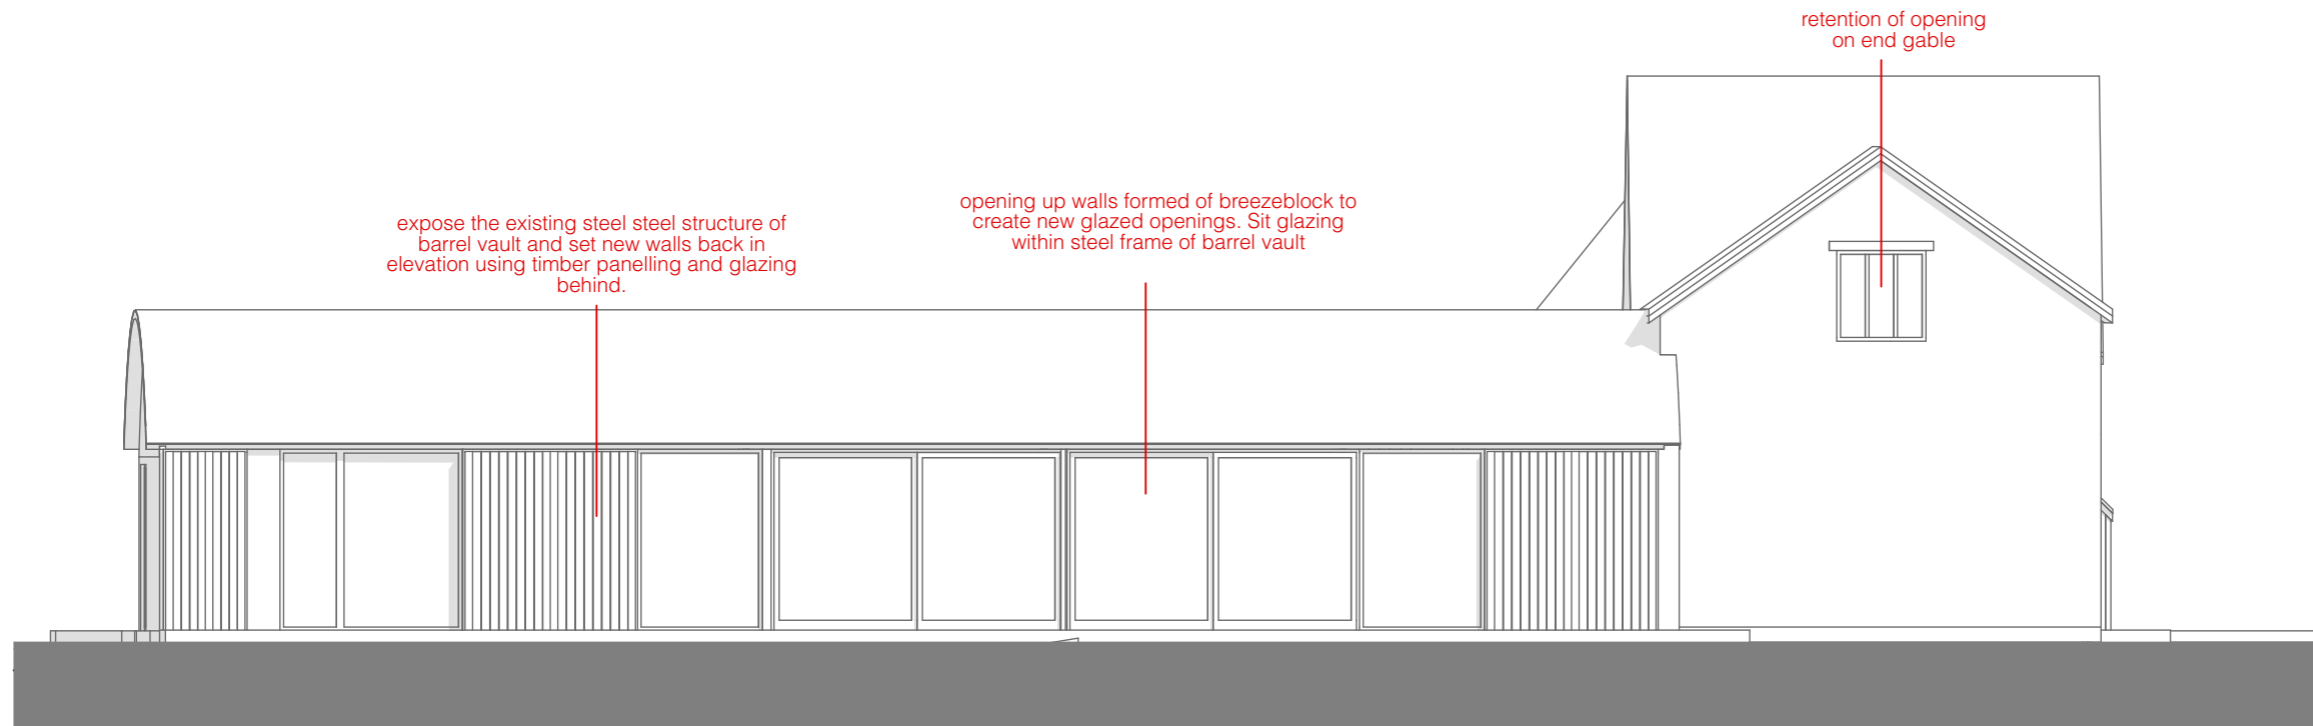 retention of opening
on end gable
expose the existing steel steel structure of
barrel vault and set new walls back in
elevation using timber panelling and glazing
behind.
opening up walls formed of breezeblock to
create new glazed openings. Sit glazing
within steel frame of barrel vault